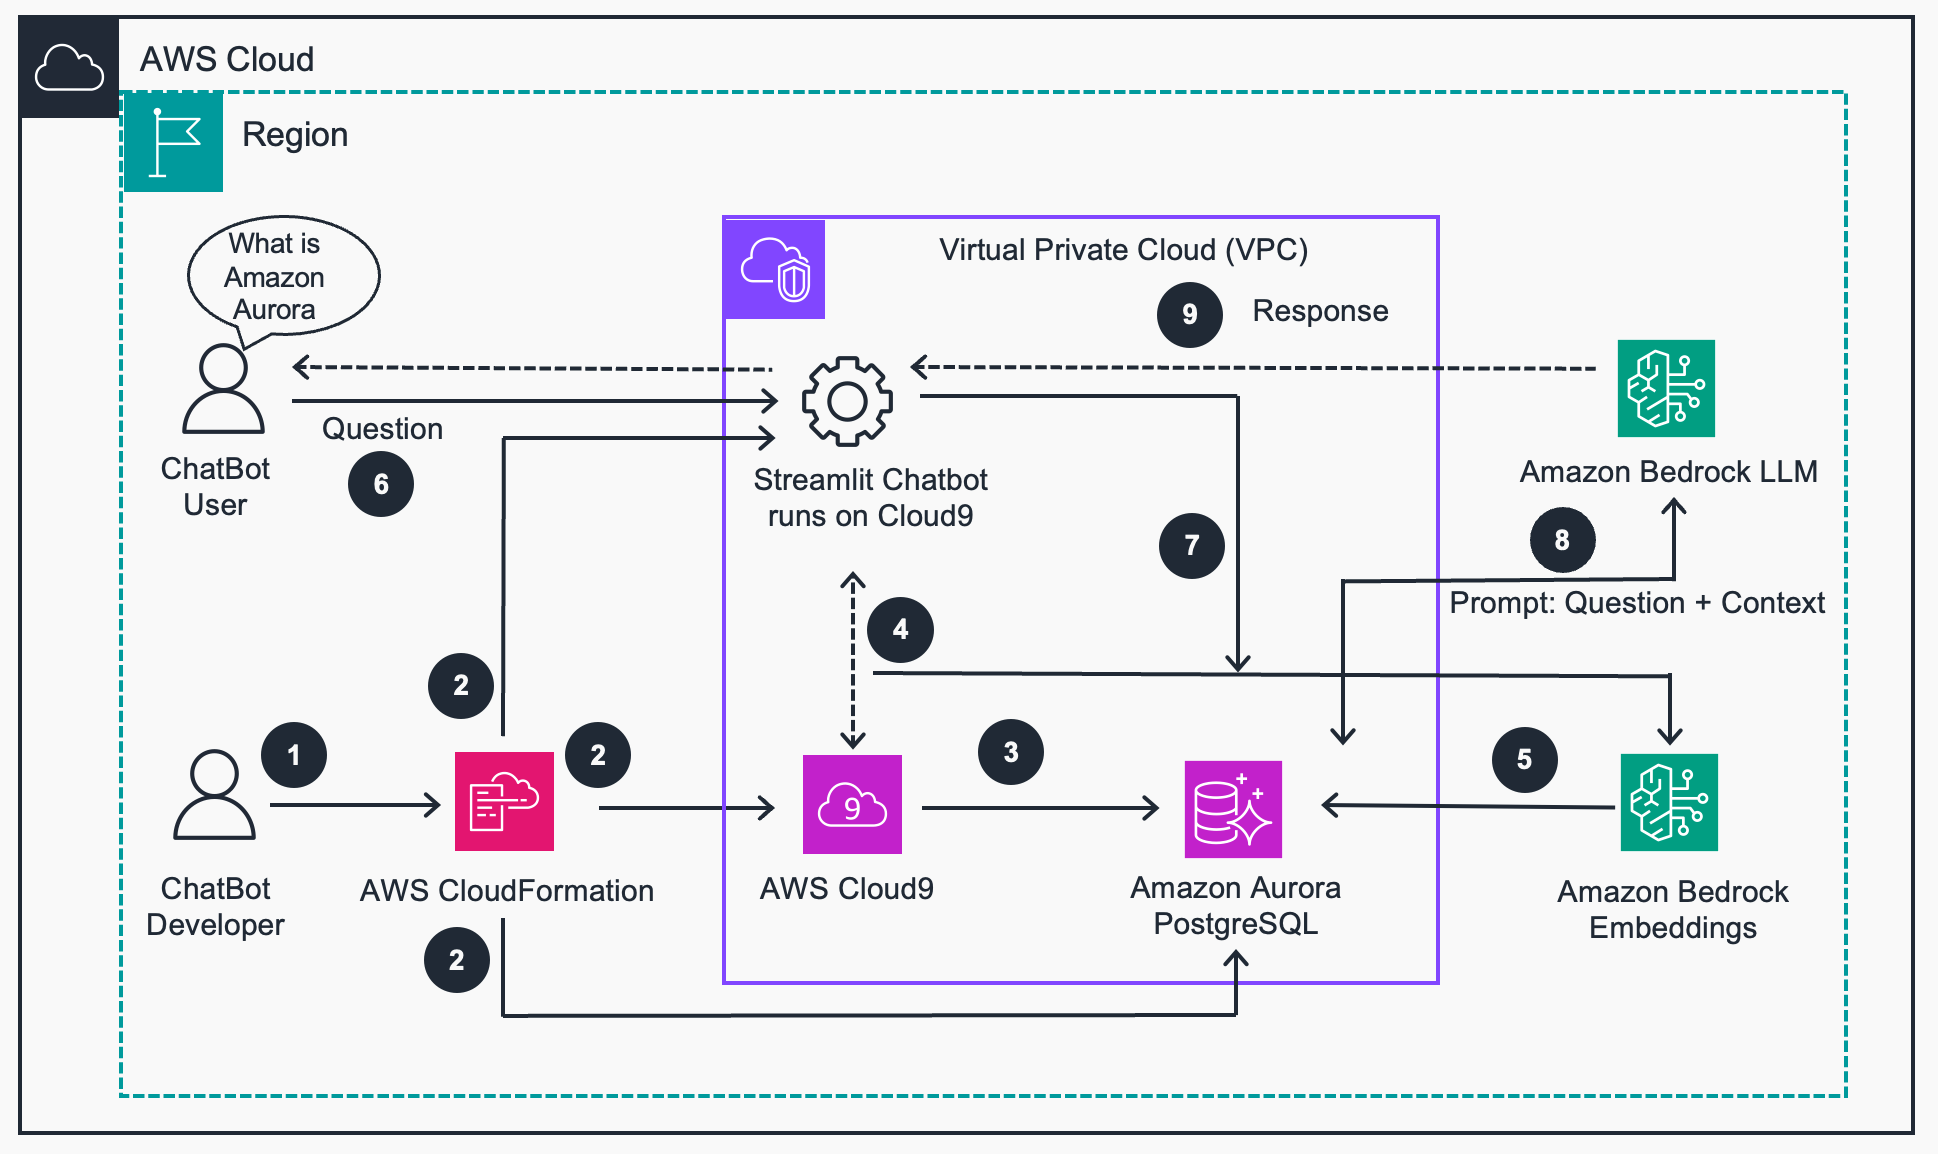 AWS Cloud
Region
What is
Amazon
Aurora
Virtual Private Cloud (VPC)
9
Response
Question
6
ChatBot
User
Streamlit Chatbot
runs on Cloud9
Amazon Bedrock LLM
7
8
Prompt: Question + Context
4
2
1
2
3
5
9
ChatBot
Developer
AWS CloudFormation
AWS Cloud9
Amazon Aurora
PostgreSQL
Amazon Bedrock
Embeddings
2